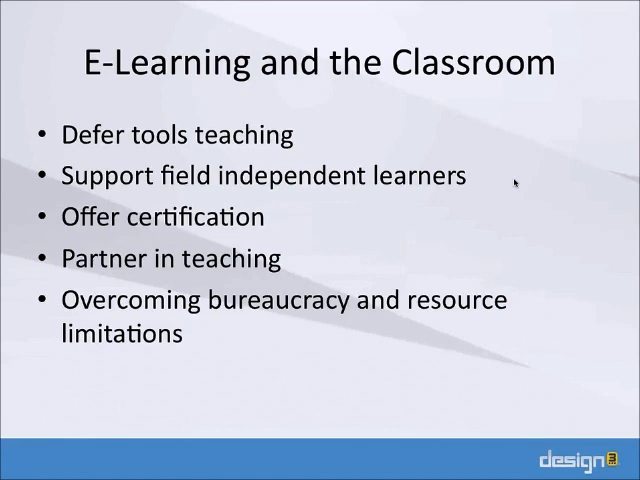 E-Learning and the Classroom
• Defer tools teaching
• Support field independent learners
• Offer certification
• Partner in teaching
• Overcoming bureaucracy and resource
limitations
design3